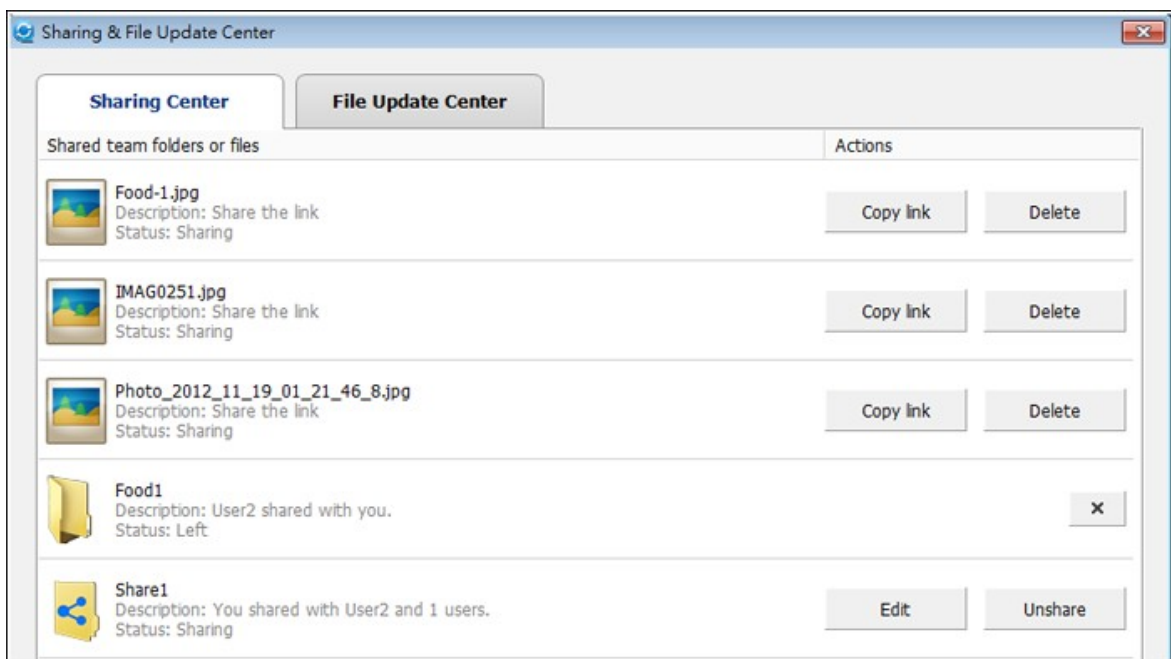 Sharing & File Update Center
Sharing Center
File Update Center
Shared team folders or files
Actions
Food-1.jpg
Description: Share the link
Status: Sharing
Copy link
Delete
IMAG0251.jpg
Description: Share the link
Status: Sharing
Copy link
Delete
Photo_2012_11_19_01_21_46_8.jpg
Description: Share the link
Status: Sharing
Copy link
Delete
Food1
Description: User2 shared with you.
Status: Left
Share1
Description: You shared with User2 and 1 users.
Status: Sharing
Edit
Unshare